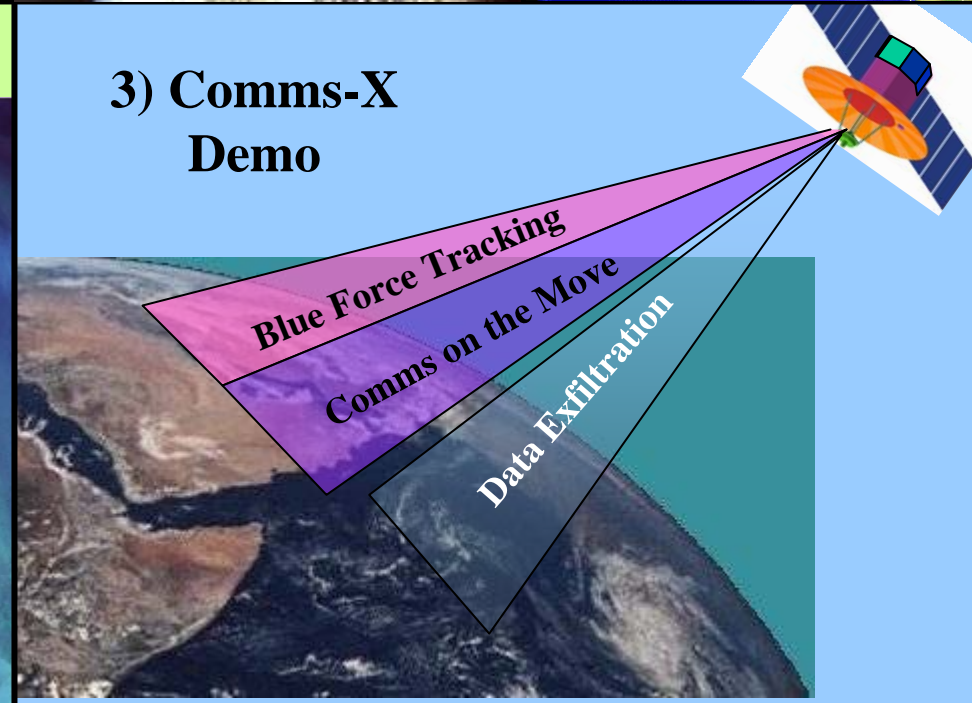 3) Comms-X
Demo
Blue Force Tracking
Comms on the Move
Data Exfiltration